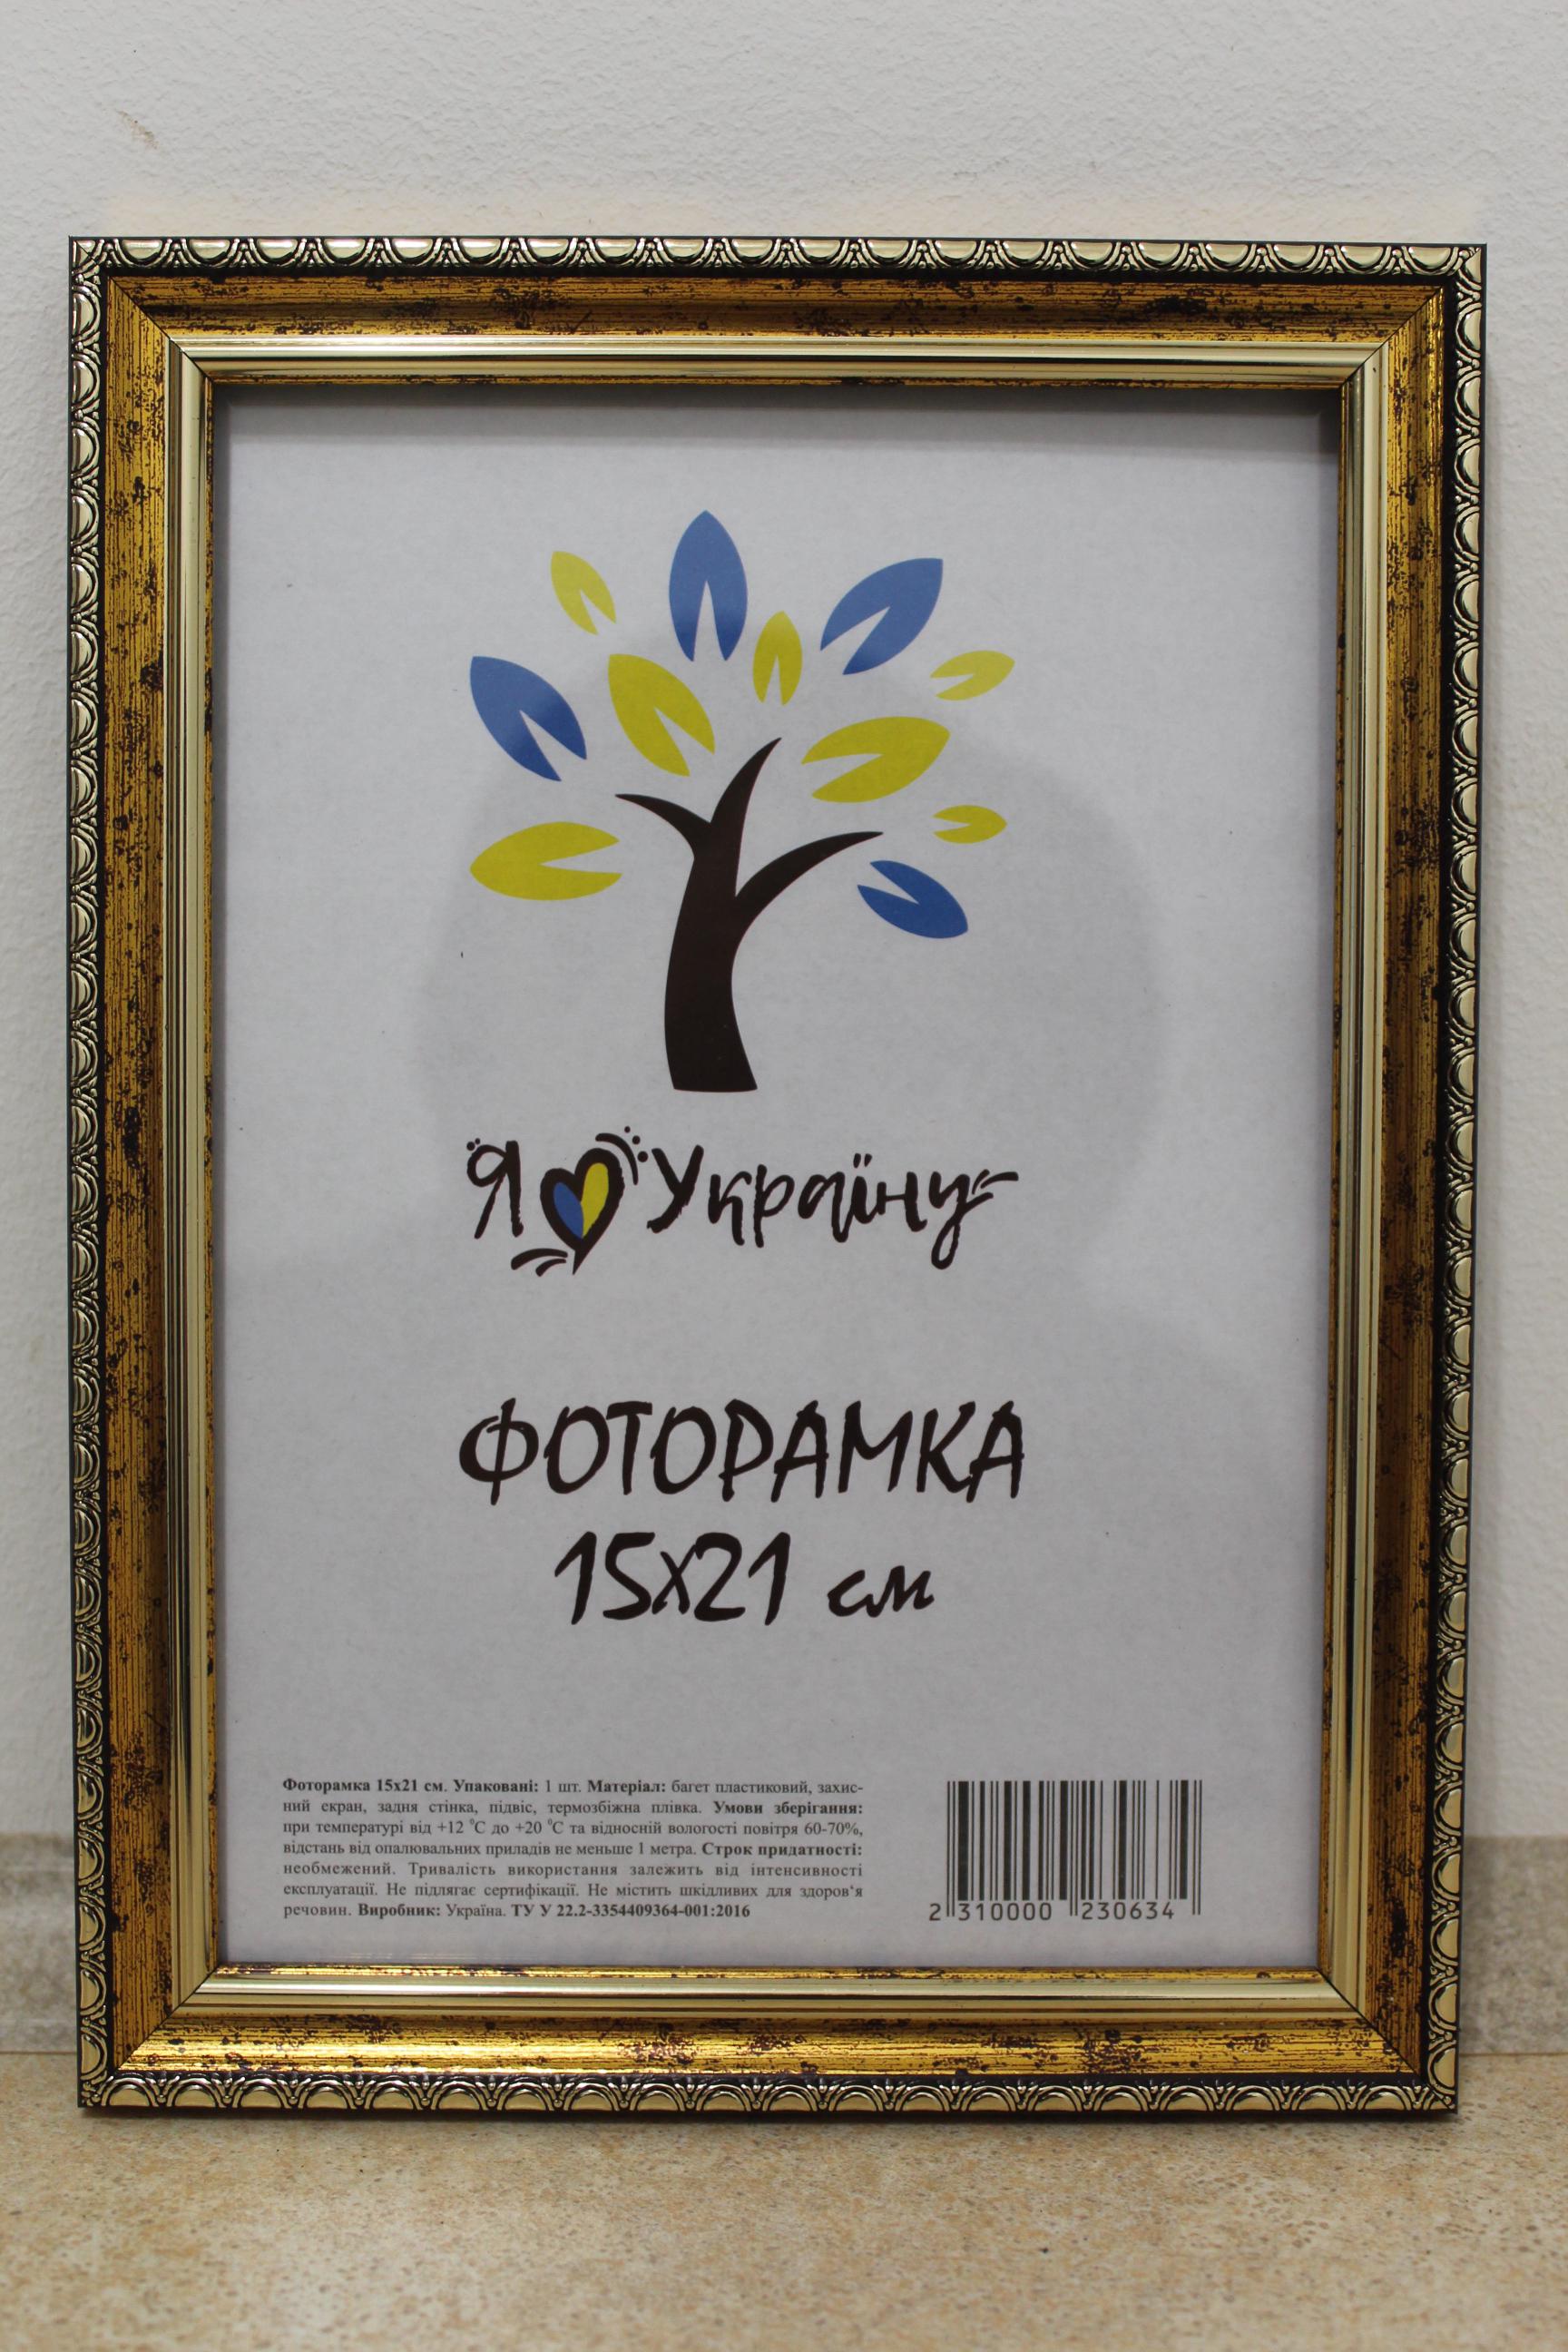 Я Україну
ФОТОРАМКА
15х21 см
Фоторамка 15х21 см. Упаковані: 1 шт. Матеріал: багет пластиковий, захис-
ний екран, задня стінка, підвіс, термозбіжна плівка. Умови зберігання:
при температурі від +12 °С до +20 °С та відносній вологості повітря 60-70%,
відстань від опалювальних приладів не меньше 1 метра. Строк придатності:
необмежений. Тривалість використання залежить від інтенсивності
експлуатації. Не підлягає сертифікації. Не містить шкідливих для здоров‘я
речовин. Виробник: Україна. ТУ У 22.2-3354409364-001:2016
2 310000 230634